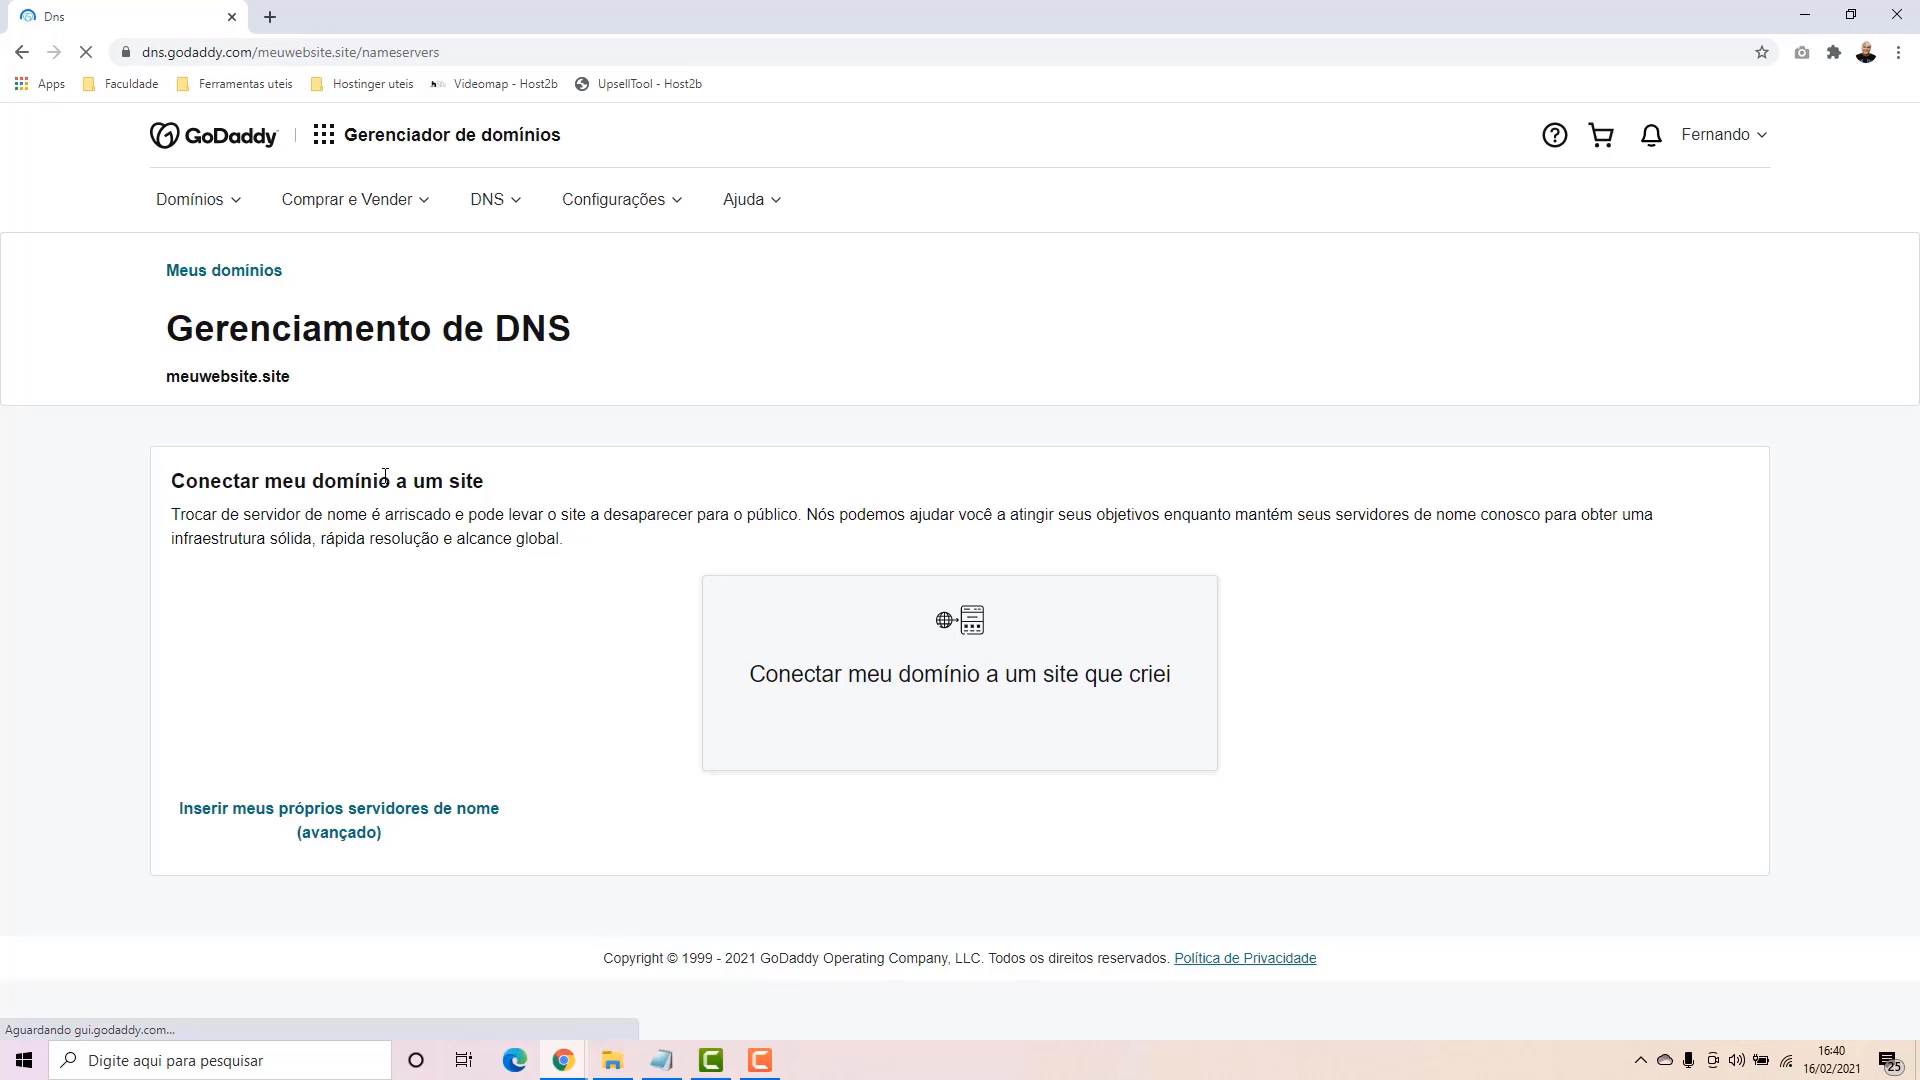 Dns
dns.godaddy.com/meuwebsite.site/nameservers
Apps
Faculdade
Ferramentas uteis
Hostinger uteis
Videomap - Host2b
UpsellTool - Host2b
GoDaddy
Gerenciador de domínios
Fernando
Domínios
Comprar e Vender
DNS
Configurações
Ajuda
Meus domínios
Gerenciamento de DNS
meuwebsite.site
Conectar meu domínio a um site
Trocar de servidor de nome é arriscado e pode levar o site a desaparecer para o público. Nós podemos ajudar você a atingir seus objetivos enquanto mantém seus servidores de nome conosco para obter uma
infraestrutura sólida, rápida resolução e alcance global.
Conectar meu domínio a um site que criei
Inserir meus próprios servidores de nome
(avançado)
Copyright © 1999 - 2021 GoDaddy Operating Company, LLC. Todos os direitos reservados. Política de Privacidade
Aguardando gui.godaddy.com...
Digite aqui para pesquisar
16:40
16/02/2021
25